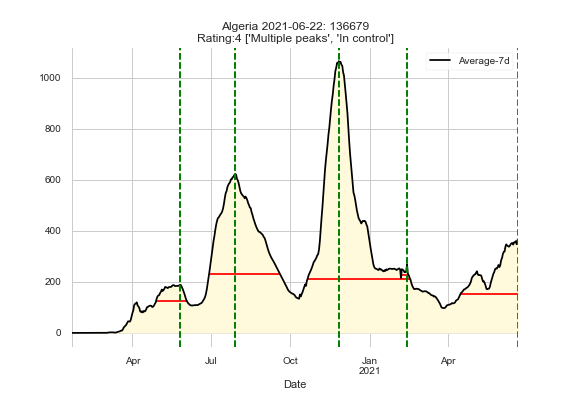 Algeria 2021-06-22: 136679
Rating:4 ['Multiple peaks', 'In control']
Average-7d
1000
800
600
400
200
0
Apr
Jul
Oct
Jan
2021
Apr
Date